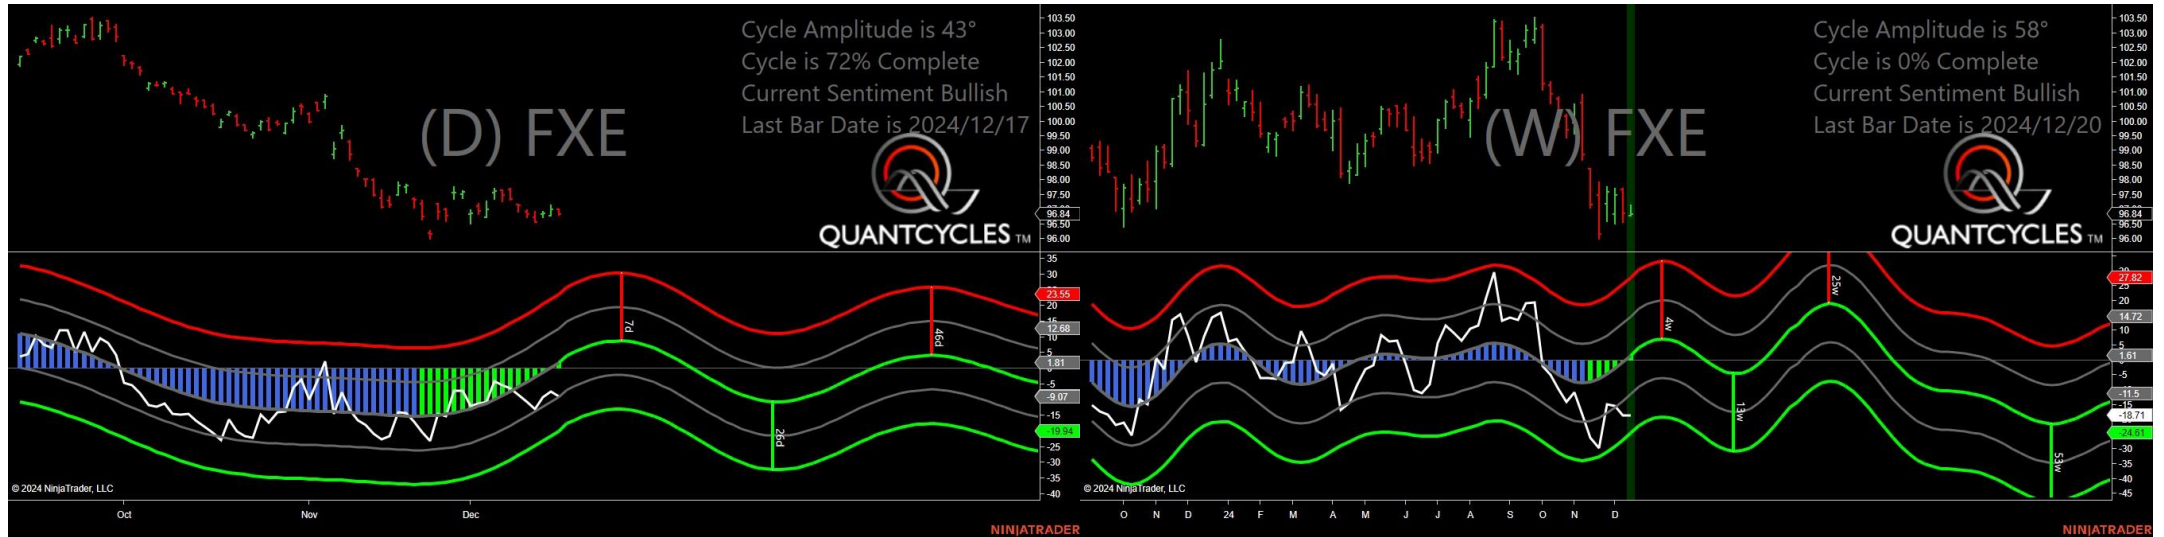 Cycle Amplitude is 43°
Cycle is 72% Complete
Current Sentiment Bullish
Last Bar Date is 2024/12/17
(D) FXE
QUANTCYCLES TM
103.50
103.00
102.50
102.00
101.50
101.00
100.50
100.00
99.50
99.00
98.50
98.00
97.50
96.84
96.50
96.00
35
30
23.55
20
15
12.68
5
1.81
-5
-9.07
-15
-19.94
-25
-30
-35
-40
7d
26d
46d
© 2024 NinjaTrader, LLC
Oct Nov Dec
NINJATRADER
Cycle Amplitude is 58°
Cycle is 0% Complete
Current Sentiment Bullish
Last Bar Date is 2024/12/20
(W) FXE
QUANTCYCLES TM
103.50
103.00
102.50
102.00
101.50
101.00
100.50
100.00
99.50
99.00
98.50
98.00
97.50
96.84
96.50
96.00
27.82
20
14.72
10
5
1.61
-5
-11.5
-15
-18.71
-24.61
-30
-35
-40
-45
4w
13w
25w
53w
© 2024 NinjaTrader, LLC
O N D 24 F M A M J J A S O N D
NINJATRADER